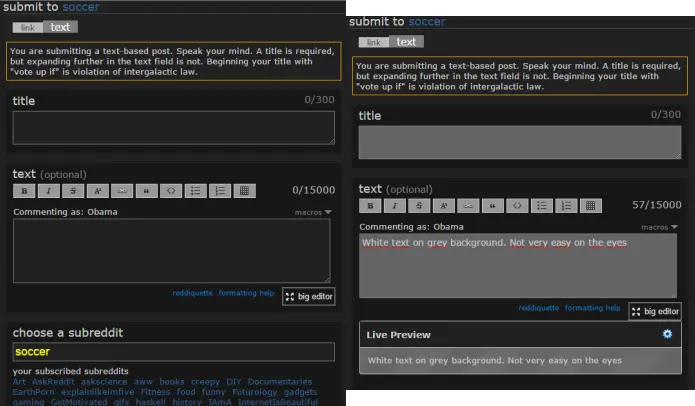 submit to soccer
link text
You are submitting a text-based post. Speak your mind. A title is required,
but expanding further in the text field is not. Beginning your title with
"vote up if" is violation of intergalactic law.
title 0/300
text (optional)
B I S A 0/15000
Commenting as: Obama macros
reddiquette formatting help big editor
choose a subreddit
soccer
your subscribed subreddits
Art AskReddit askscience aww books creepy DIY Documentaries
EarthPorn explainlikeimfive Fitness food funny Futurology gadgets
gaming GetMotivated gifs haskell history IAmA InternetIsBeautiful
submit to soccer
link text
You are submitting a text-based post. Speak your mind. A title is required,
but expanding further in the text field is not. Beginning your title with
"vote up if" is violation of intergalactic law.
title 0/300
text (optional)
B I S A 57/15000
Commenting as: Obama macros
White text on grey background. Not very easy on the eyes
reddiquette formatting help big editor
Live Preview
White text on grey background. Not very easy on the eyes